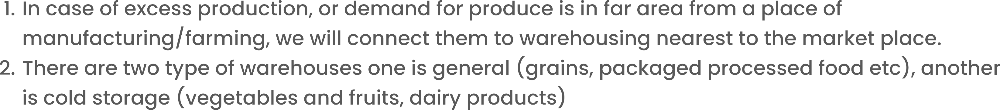 1. In case of excess production, or demand for produce is in far area from a place of
manufacturing/farming, we will connect them to warehousing nearest to the market place.
2. There are two type of warehouses one is general (grains, packaged processed food etc), another
is cold storage (vegetables and fruits, dairy products)